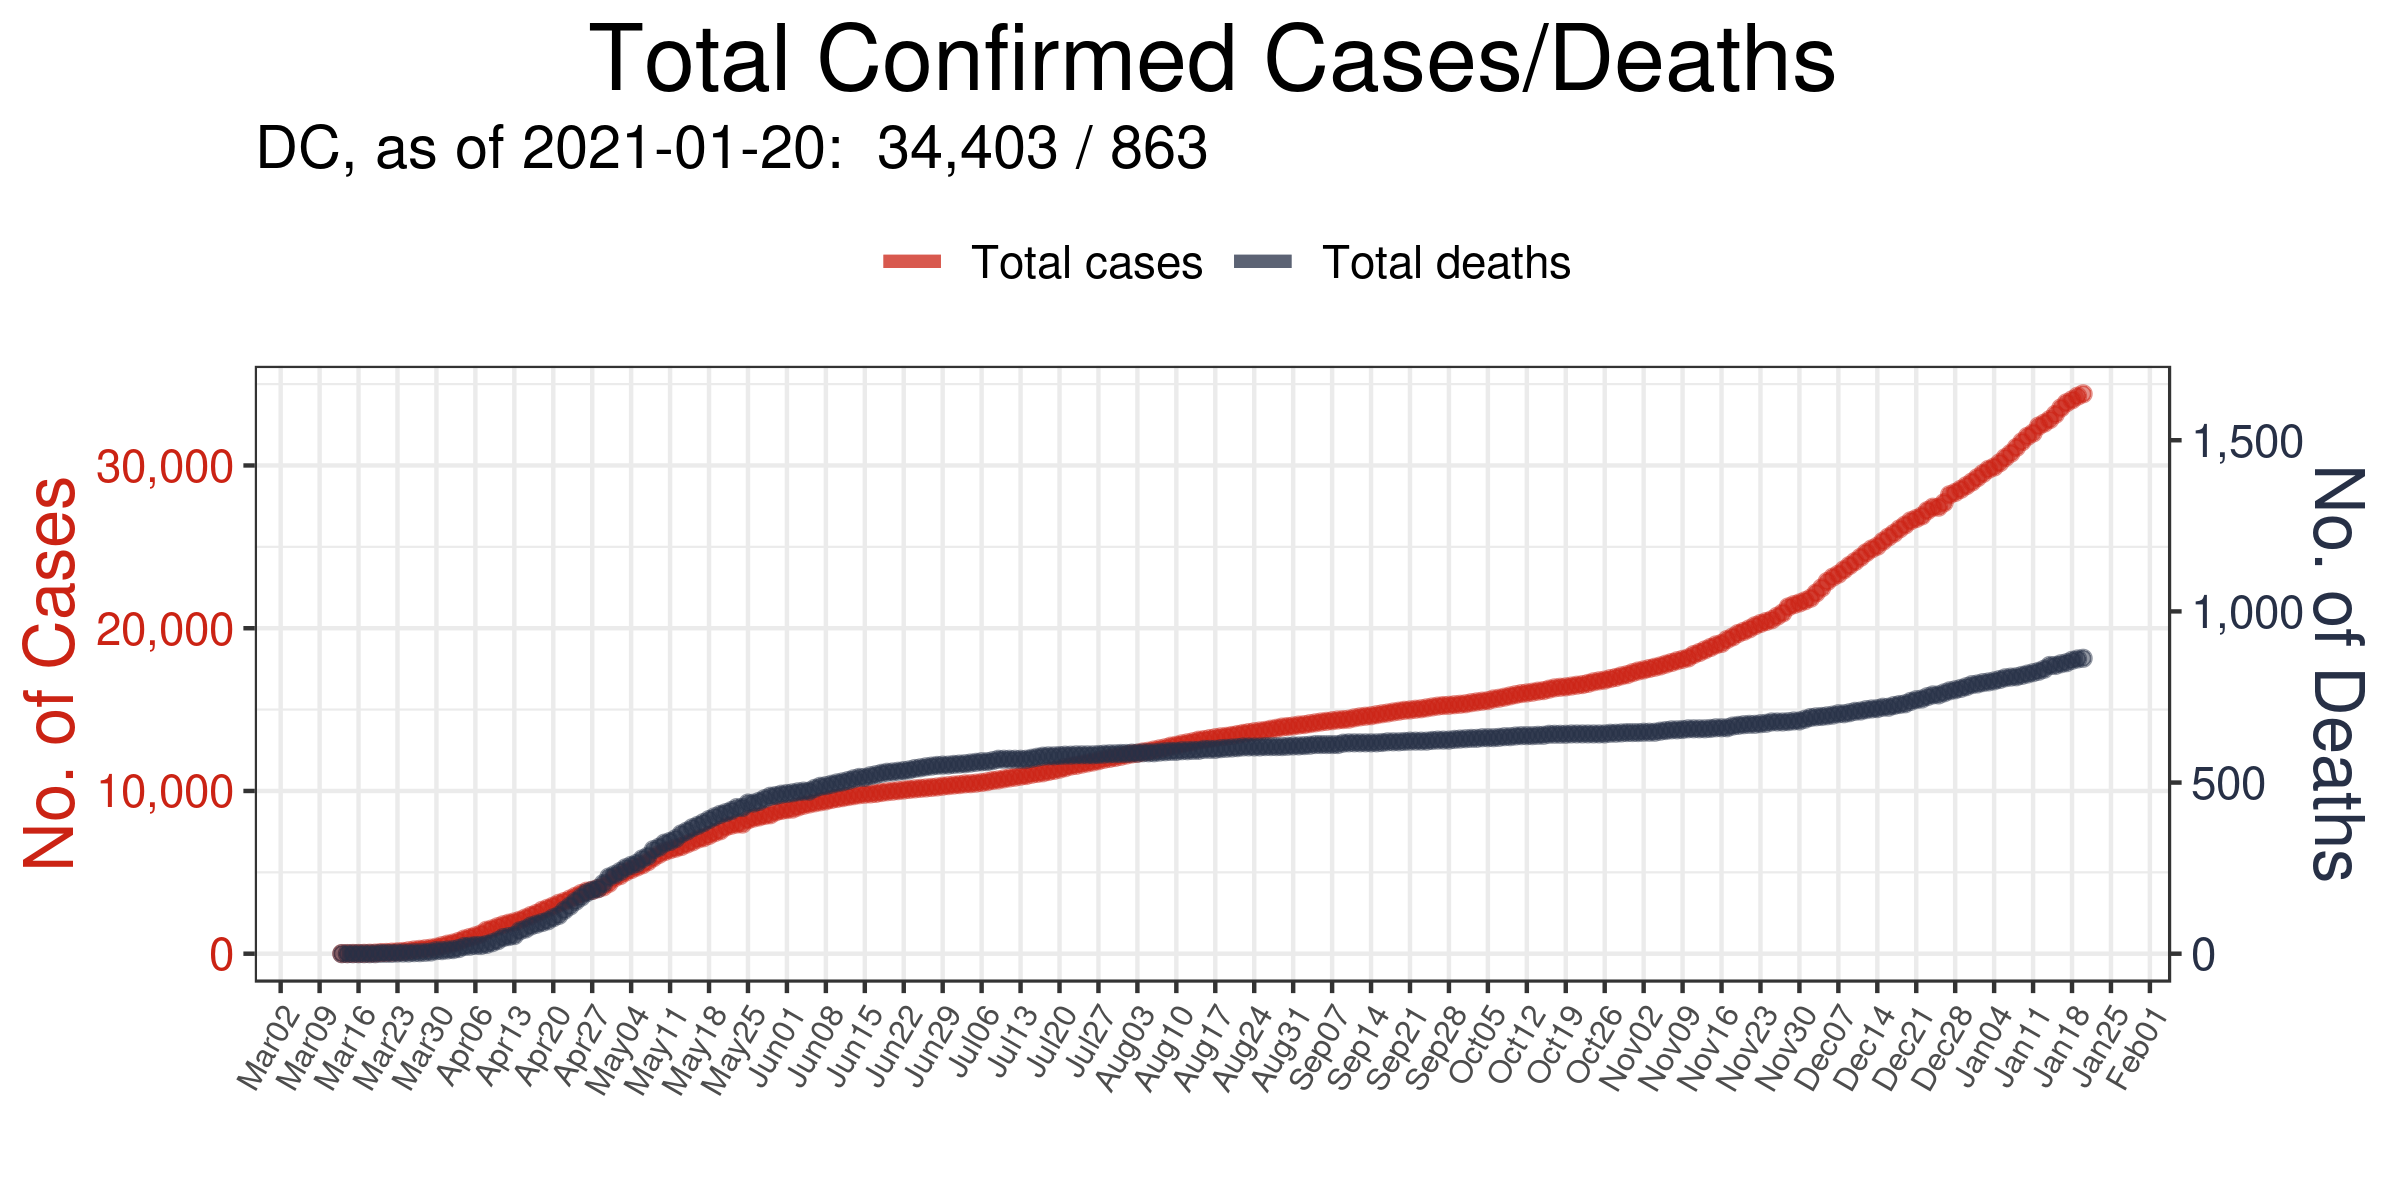 Total Confirmed Cases/Deaths
DC, as of 2021-01-20:  34,403 / 863
Total cases
Total deaths
No. of Cases
30,000
20,000
10,000
0
1,500
1,000
500
0
No. of Deaths
Mar02
Mar09
Mar16
Mar23
Mar30
Apr06
Apr13
Apr20
Apr27
May04
May11
May18
May25
Jun01
Jun08
Jun15
Jun22
Jun29
Jul06
Jul13
Jul20
Jul27
Aug03
Aug10
Aug17
Aug24
Aug31
Sep07
Sep14
Sep21
Sep28
Oct05
Oct12
Oct19
Oct26
Nov02
Nov09
Nov16
Nov23
Nov30
Dec07
Dec14
Dec21
Dec28
Jan04
Jan11
Jan18
Jan25
Feb01